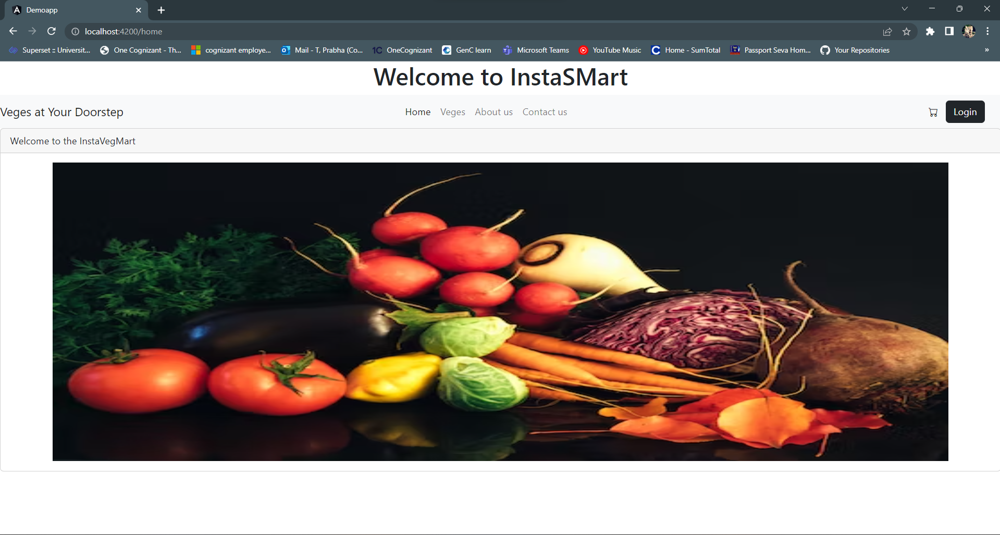 Demoapp
localhost:4200/home
Superset :: Universit... One Cognizant - Th... cognizant employe... Mail - T, Prabha (Co... 1C OneCognizant GenC learn Microsoft Teams YouTube Music Home - SumTotal Passport Seva Hom... Your Repositories »
Welcome to InstaSMart
Veges at Your Doorstep Home Veges About us Contact us Login
Welcome to the InstaVegMart